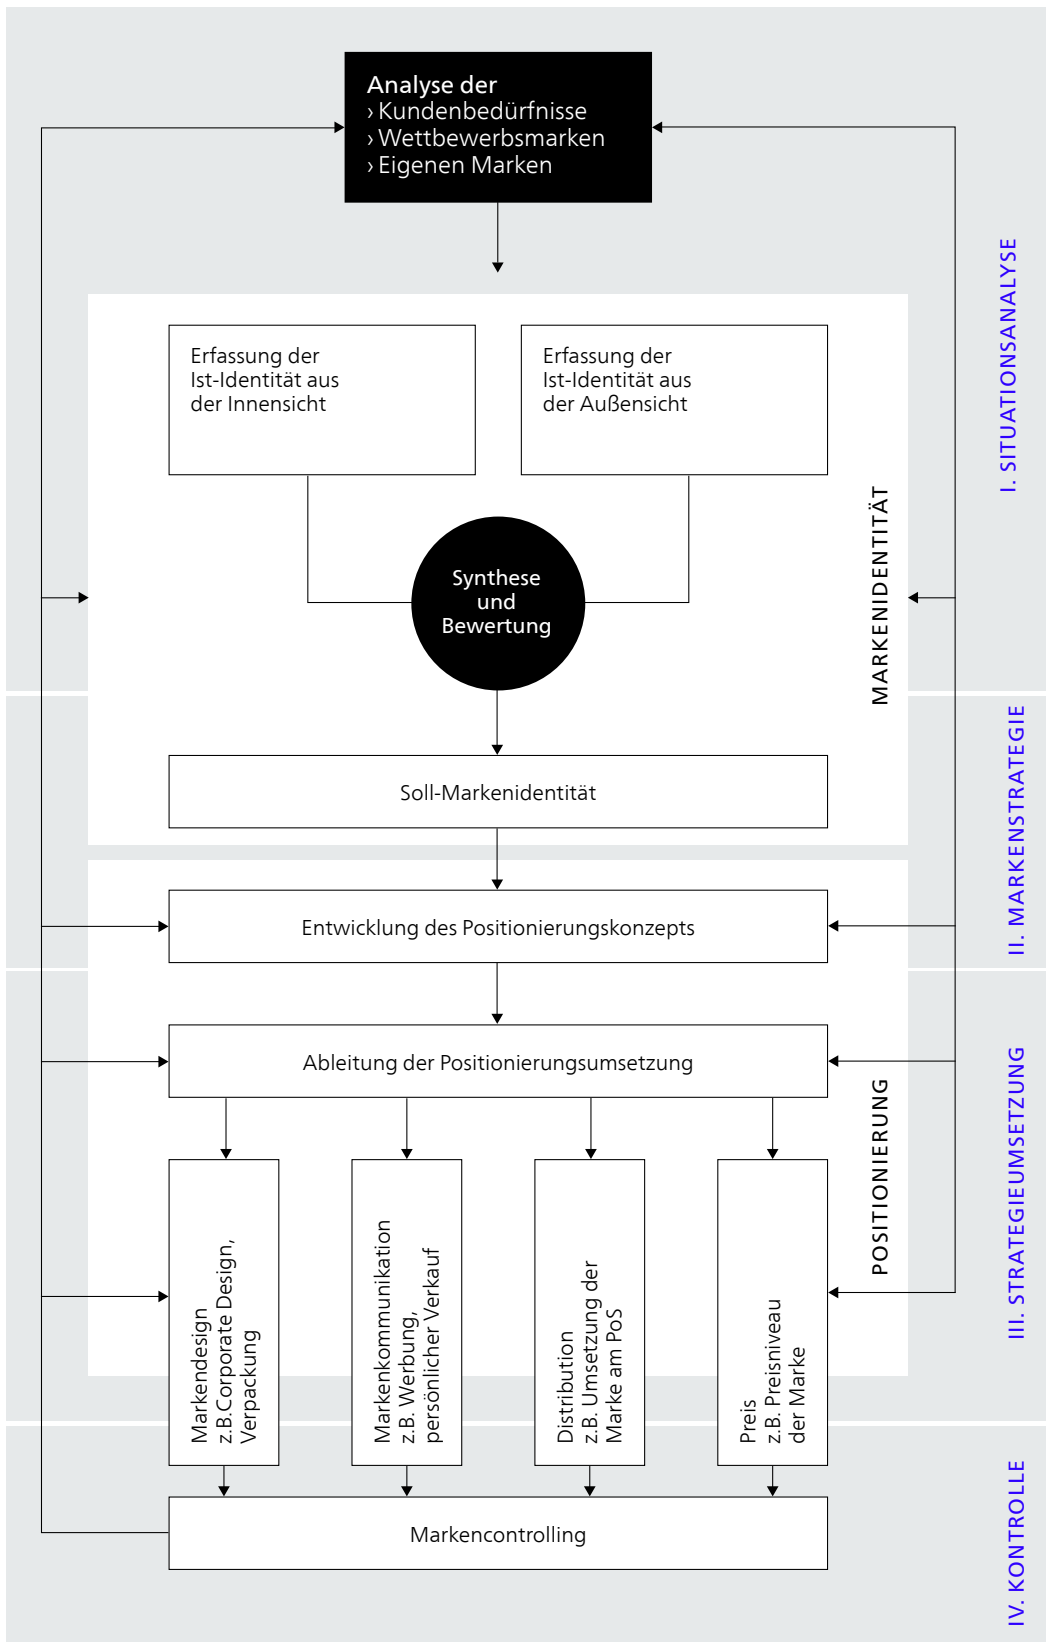 Analyse der
› Kundenbedürfnisse
› Wettbewerbsmarken
› Eigenen Marken
I. SITUATIONSANALYSE
Erfassung der
Ist-Identität aus
der Innensicht
Erfassung der
Ist-Identität aus
der Außensicht
MARKENIDENTITÄT
Synthese
und
Bewertung
II. MARKENSTRATEGIE
Soll-Markenidentität
Entwicklung des Positionierungskonzepts
Ableitung der Positionierungsumsetzung
POSITIONIERUNG
III. STRATEGIEUMSETZUNG
Markendesign
z.B.Corporate Design,
Verpackung
Markenkommunikation
z.B. Werbung,
persönlicher Verkauf
Distribution
z.B. Umsetzung der
Marke am PoS
Preis
z.B. Preisniveau
der Marke
Markencontrolling
IV. KONTROLLE